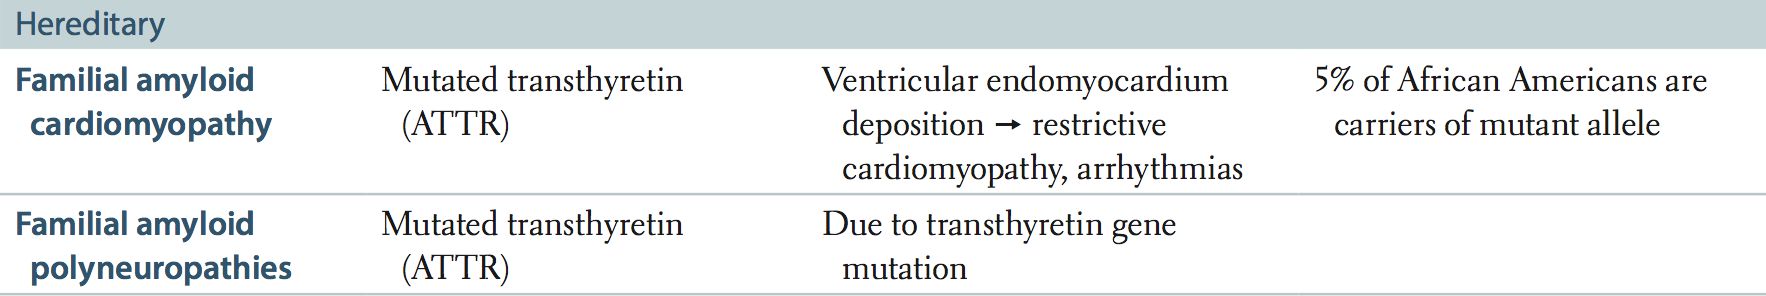 Hereditary
Familial amyloid
cardiomyopathy
Mutated transthyretin
(ATTR)
Ventricular endomyocardium
deposition → restrictive
cardiomyopathy, arrhythmias
5% of African Americans are
carriers of mutant allele
Familial amyloid
polyneuropathies
Mutated transthyretin
(ATTR)
Due to transthyretin gene
mutation